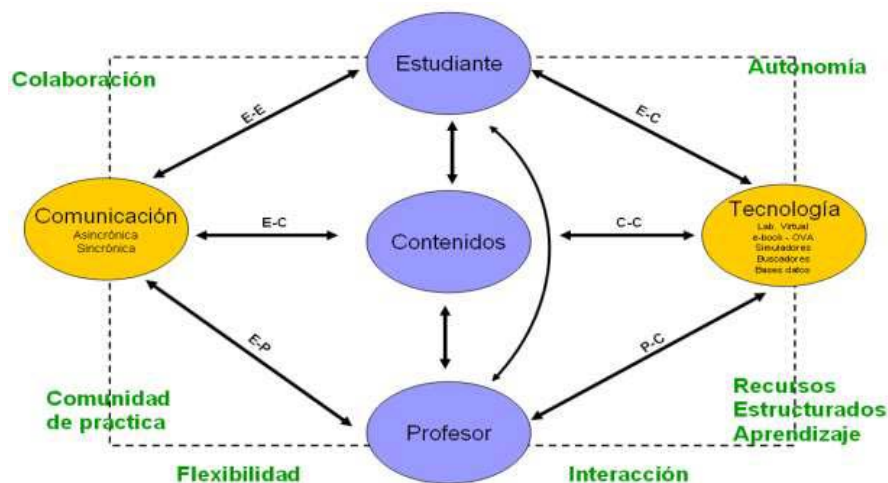 Estudiante
Colaboración
Autonomía
E-E
E-C
Comunicación
Asincrónica
Sincrónica
E-C
Contenidos
C-C
Tecnología
Lab. Virtual
e-book - OVA
Simuladores
Buscadores
Bases datos
E-P
P-C
Comunidad
de practica
Profesor
Recursos
Estructurados
Aprendizaje
Flexibilidad
Interacción